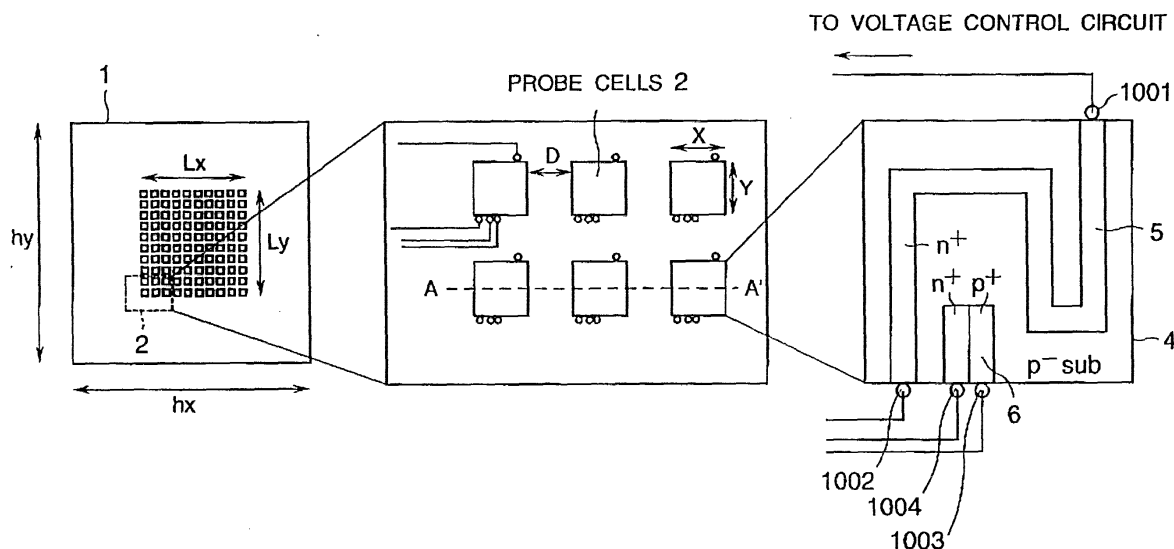 TO VOLTAGE CONTROL CIRCUIT
1
PROBE CELLS 2
1001
Lx
D
X
Y
hy
Ly
5
n+
n+ p+
A A'
2
4
p− sub
6
hx
1002
1004
1003